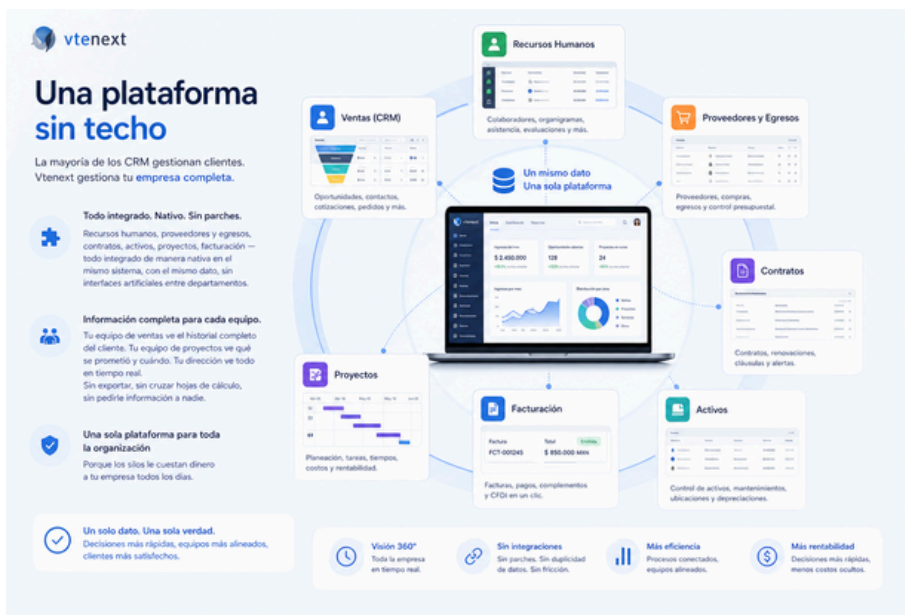 vtenext
Una plataforma
sin techo
La mayoría de los CRM gestionan clientes.
Vtenext gestiona tu empresa completa.
Todo integrado. Nativo. Sin parches.
Recursos humanos, proveedores y egresos,
contratos, activos, proyectos, facturación —
todo integrado de manera nativa en el
mismo sistema, con el mismo dato, sin
interfaces artificiales entre departamentos.
Información completa para cada equipo.
Tu equipo de ventas ve el historial completo
del cliente. Tu equipo de proyectos ve qué
se prometió y cuándo. Tu dirección ve todo
en tiempo real.
Sin exportar, sin cruzar hojas de cálculo,
sin pedirle información a nadie.
Una sola plataforma para toda
la organización
Porque los silos le cuestan dinero
a tu empresa todos los días.
Un solo dato. Una sola verdad.
Decisiones más rápidas, equipos más alineados,
clientes más satisfechos.
Recursos Humanos
Colaboradores, organigramas,
asistencia, evaluaciones y más.
Ventas (CRM)
Oportunidades, contactos,
cotizaciones, pedidos y más.
Proveedores y Egresos
Proveedores, compras,
egresos y control presupuestal.
Un mismo dato
Una sola plataforma
vtenext
$ 2.450.000
128
24
Contratos
Contratos, renovaciones,
cláusulas y alertas.
Proyectos
Planeación, tareas, tiempos,
costos y rentabilidad.
Facturación
Factura
Total
FCT-001245
$ 850.000 MXN
Facturas, pagos, complementos
y CFDI en un clic.
Activos
Control de activos, mantenimientos,
ubicaciones y depreciaciones.
Visión 360°
Toda la empresa
en tiempo real.
Sin integraciones
Sin parches. Sin duplicidad
de datos. Sin fricción.
Más eficiencia
Procesos conectados,
equipos alineados.
Más rentabilidad
Decisiones más rápidas,
menos costos ocultos.